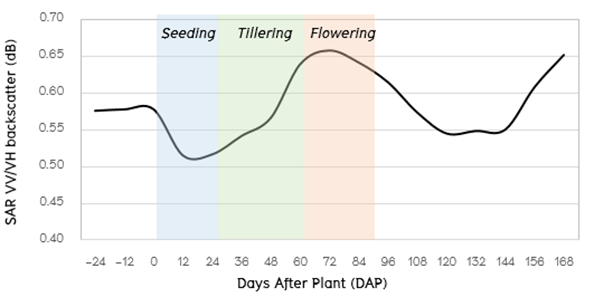 0.70
Seeding Tillering Flowering
0.65
0.60
0.55
0.50
0.45
0.40
SAR VV/VH backscatter (dB)
−24 −12 0 12 24 36 48 60 72 84 96 108 120 132 144 156 168
Days After Plant (DAP)